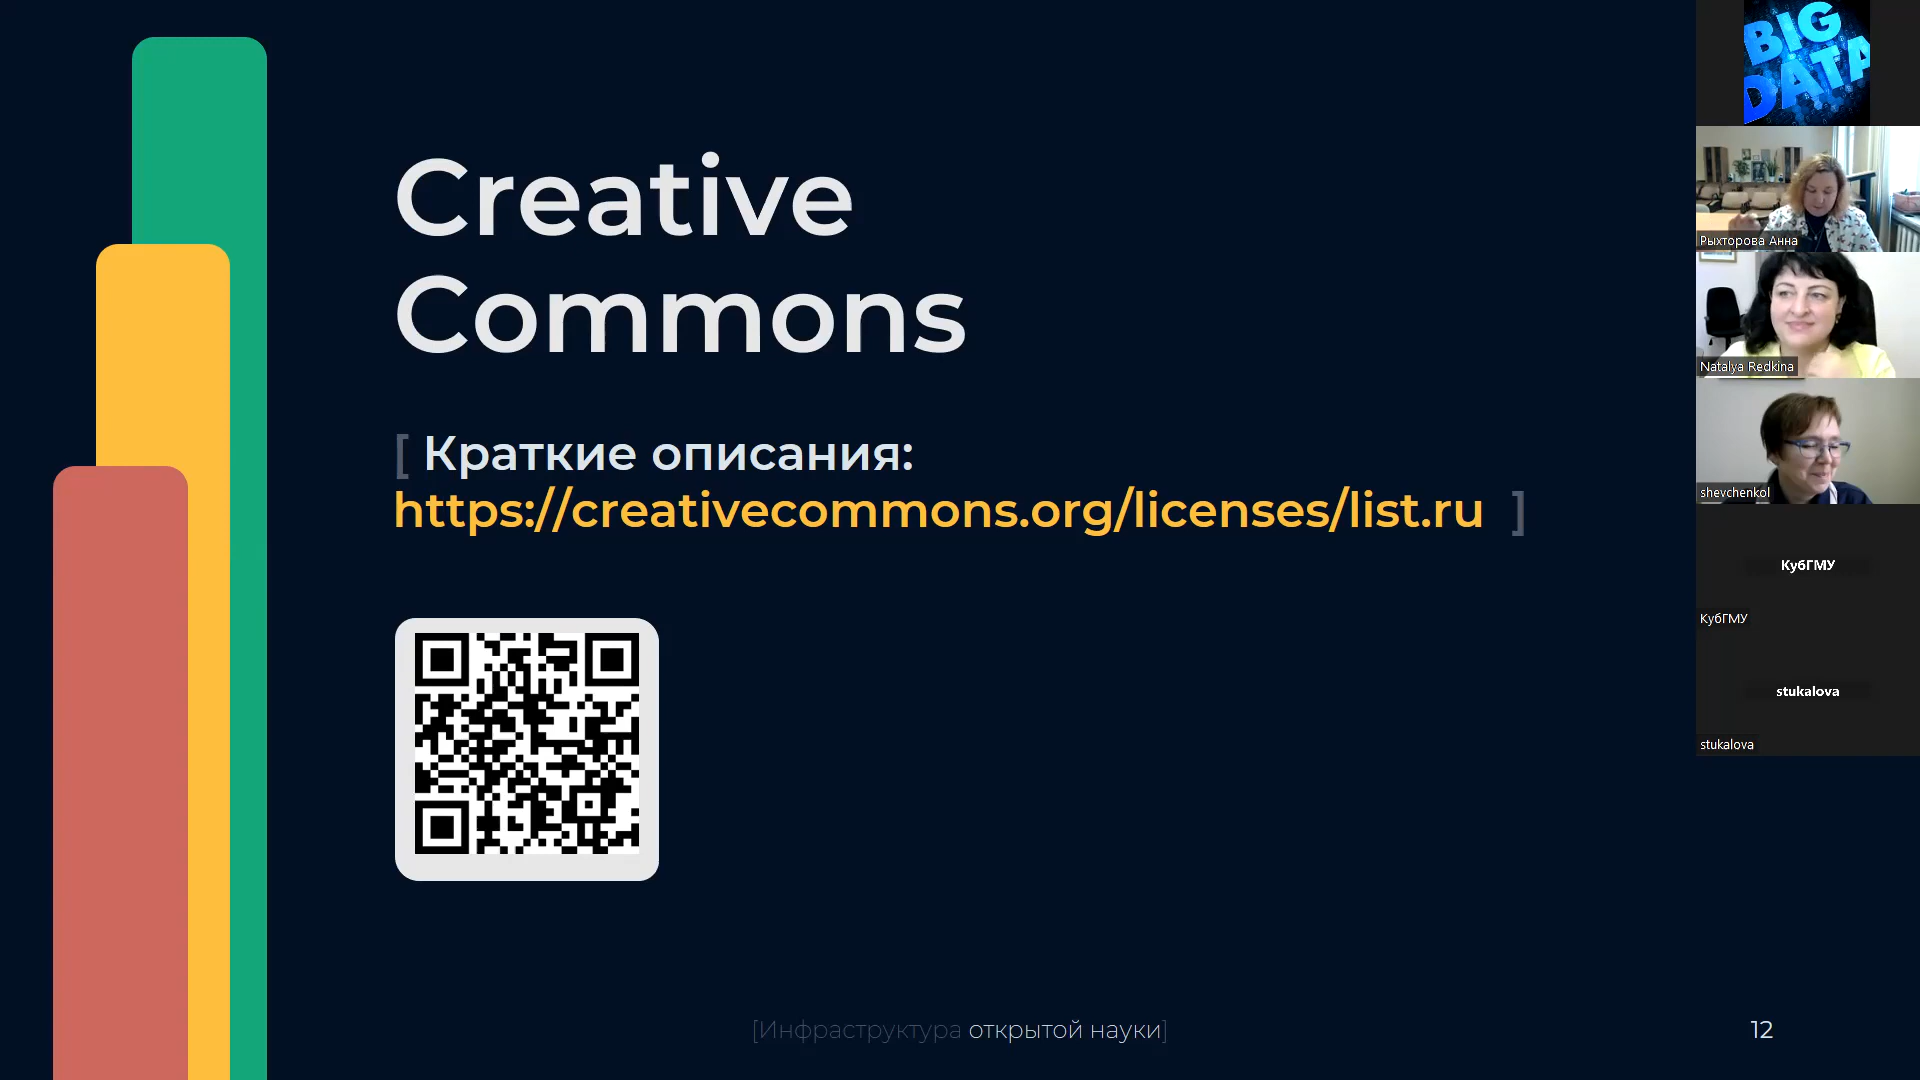 Creative
Commons
[ Краткие описания:
https://creativecommons.org/licenses/list.ru ]
[Инфраструктура открытой науки]
12
BIG
DATA
Рыхторова Анна
Natalya Redkina
shevchenkol
КубГМУ
КубГМУ
stukalova
stukalova